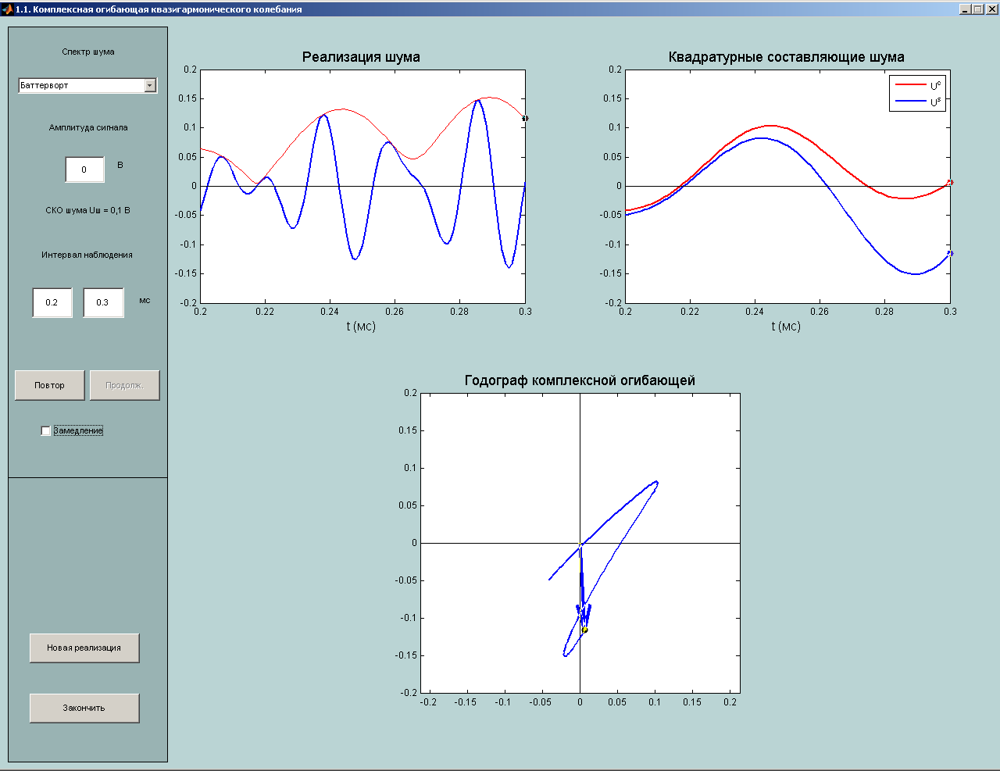 1.1. Комплексная огибающая квазигармонического колебания
Спектр шума
Баттерворт
Амплитуда сигнала
0 В
СКО шума Uш = 0,1 В
Интервал наблюдения
0.2 0.3 мс
Повтор Продолж.
Замедление
Новая реализация
Закончить
Реализация шума
0.2
0.15
0.1
0.05
0
-0.05
-0.1
-0.15
-0.2
0.2 0.22 0.24 0.26 0.28 0.3
t (мс)
Квадратурные составляющие шума
U^c
U^s
0.2
0.15
0.1
0.05
0
-0.05
-0.1
-0.15
-0.2
0.2 0.22 0.24 0.26 0.28 0.3
t (мс)
Годограф комплексной огибающей
0.2
0.15
0.1
0.05
0
-0.05
-0.1
-0.15
-0.2
-0.2 -0.15 -0.1 -0.05 0 0.05 0.1 0.15 0.2